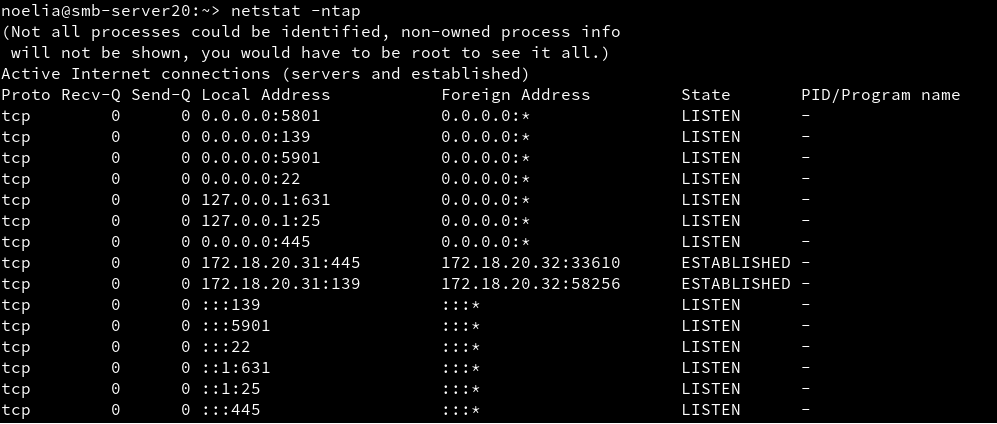 noelia@smb-server20:~> netstat -ntap
(Not all processes could be identified, non-owned process info
 will not be shown, you would have to be root to see it all.)
Active Internet connections (servers and established)
Proto Recv-Q Send-Q Local Address           Foreign Address         State       PID/Program name
tcp        0      0 0.0.0.0:5801            0.0.0.0:*               LISTEN      -
tcp        0      0 0.0.0.0:139             0.0.0.0:*               LISTEN      -
tcp        0      0 0.0.0.0:5901            0.0.0.0:*               LISTEN      -
tcp        0      0 0.0.0.0:22              0.0.0.0:*               LISTEN      -
tcp        0      0 127.0.0.1:631           0.0.0.0:*               LISTEN      -
tcp        0      0 127.0.0.1:25            0.0.0.0:*               LISTEN      -
tcp        0      0 0.0.0.0:445             0.0.0.0:*               LISTEN      -
tcp        0      0 172.18.20.31:445        172.18.20.32:33610      ESTABLISHED -
tcp        0      0 172.18.20.31:139        172.18.20.32:58256      ESTABLISHED -
tcp        0      0 :::139                  :::*                    LISTEN      -
tcp        0      0 :::5901                 :::*                    LISTEN      -
tcp        0      0 :::22                   :::*                    LISTEN      -
tcp        0      0 ::1:631                 :::*                    LISTEN      -
tcp        0      0 ::1:25                  :::*                    LISTEN      -
tcp        0      0 :::445                  :::*                    LISTEN      -